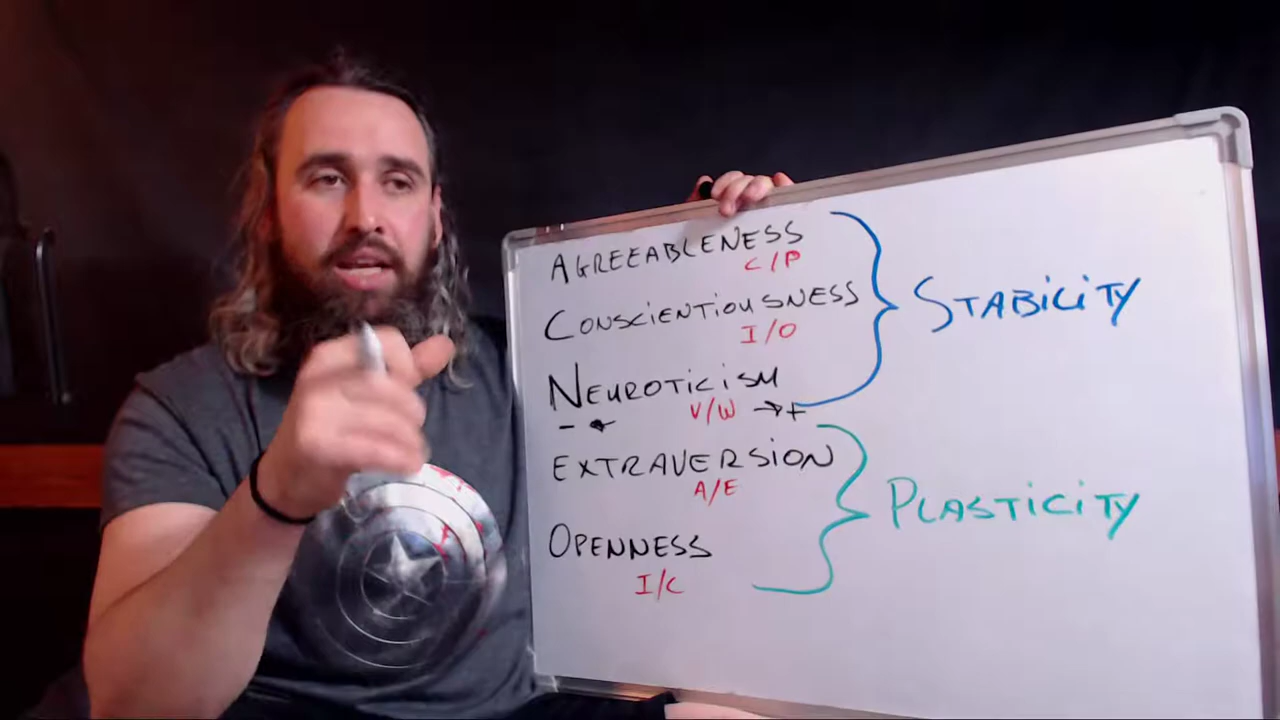 AGREEABLENESS
C/P
CONSCIENTIOUSNESS
I/O
STABILITY
NEUROTICISM
V/W → +
-
EXTRAVERSION
A/E
PLASTICITY
OPENNESS
I/C